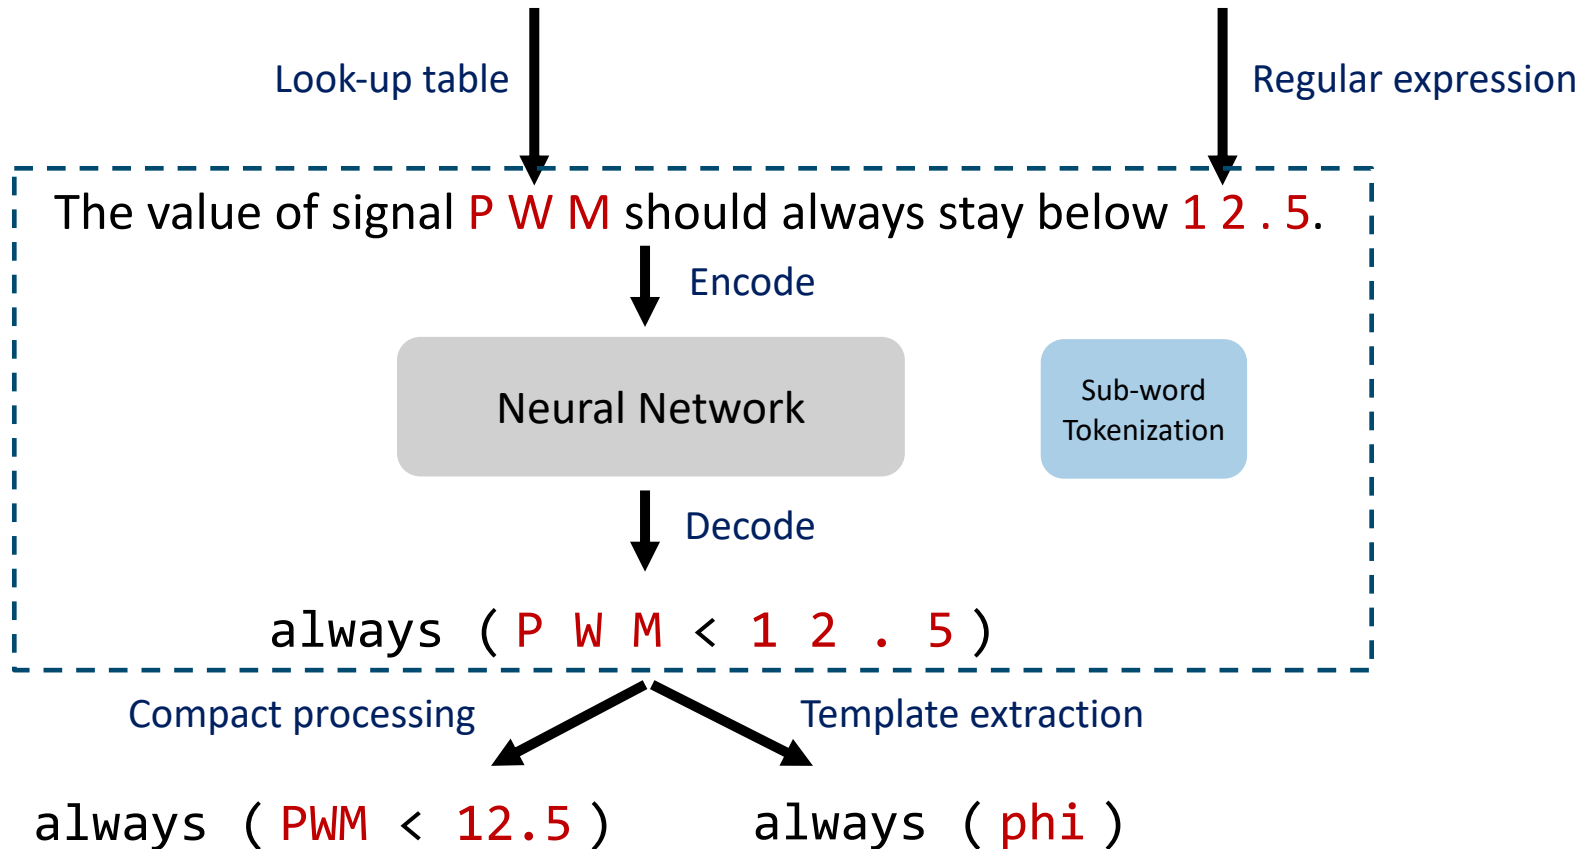 Look-up table
Regular expression
The value of signal P W M should always stay below 1 2 . 5.
Encode
Neural Network
Sub-word
Tokenization
Decode
always ( P W M < 1 2 . 5 )
Compact processing
Template extraction
always ( PWM < 12.5 )
always ( phi )